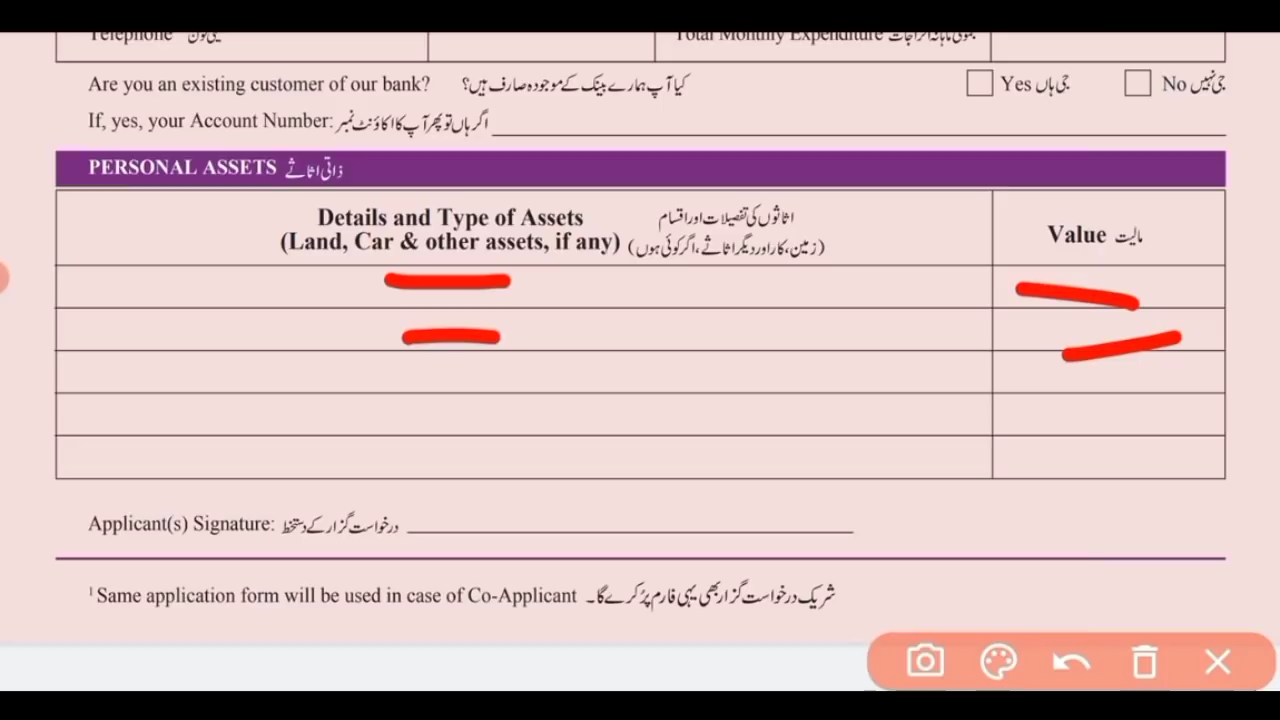 Telephone ٹیلی فون Total Monthly Expenditure مجموعی ماہانہ اخراجات
Are you an existing customer of our bank? کیا آپ ہمارے بینک کے موجودہ صارف ہیں؟ Yes جی ہاں No جی نہیں
If, yes, your Account Number: اگر ہاں تو پھر آپ کا اکاؤنٹ نمبر
PERSONAL ASSETS ذاتی اثاثے
Details and Type of Assets اثاثوں کی تفصیلات اور اقسام
(Land, Car & other assets, if any) (زمین، کار اور دیگر اثاثے، اگر کوئی ہوں)
Value مالیت
Applicant(s) Signature: درخواست گزار کے دستخط
¹ Same application form will be used in case of Co-Applicant شریک درخواست گزار بھی یہی فارم پُر کرے گا۔